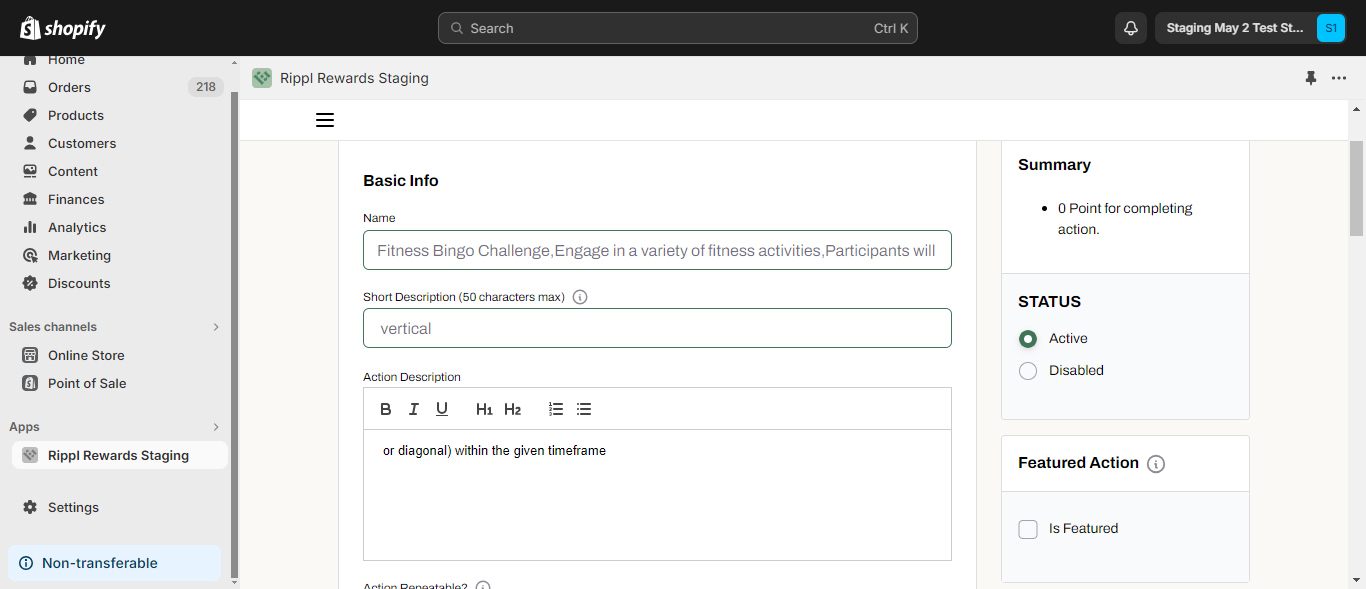 shopify
Search
Ctrl K
Staging May 2 Test St...
S1
Home
Orders
218
Products
Customers
Content
Finances
Analytics
Marketing
Discounts
Sales channels
Online Store
Point of Sale
Apps
Rippl Rewards Staging
Settings
Non-transferable
Rippl Rewards Staging
Basic Info
Name
Fitness Bingo Challenge,Engage in a variety of fitness activities,Participants will
Short Description (50 characters max)
vertical
Action Description
B I U H1 H2
or diagonal) within the given timeframe
Action Repeatable?
Summary
0 Point for completing
action.
STATUS
Active
Disabled
Featured Action
Is Featured